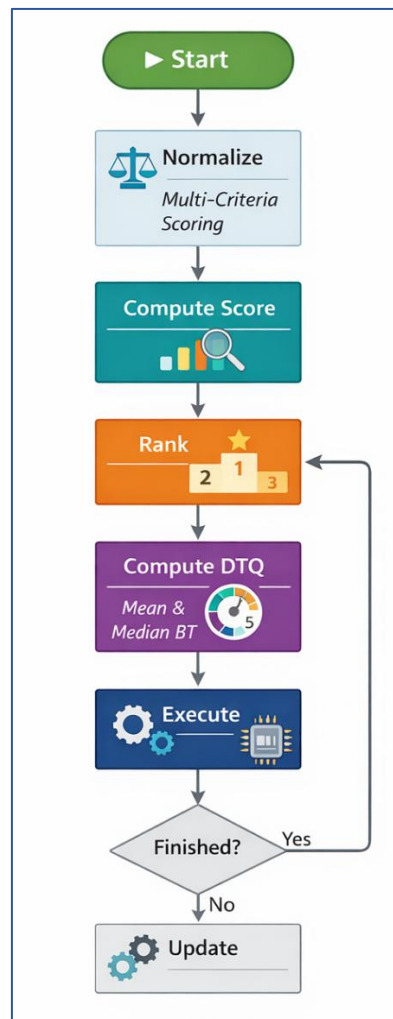 Start
Normalize
Multi-Criteria
Scoring
Compute Score
Rank
2 1 3
Compute DTQ
Mean &
Median BT
5
Execute
Finished?
Yes
No
Update